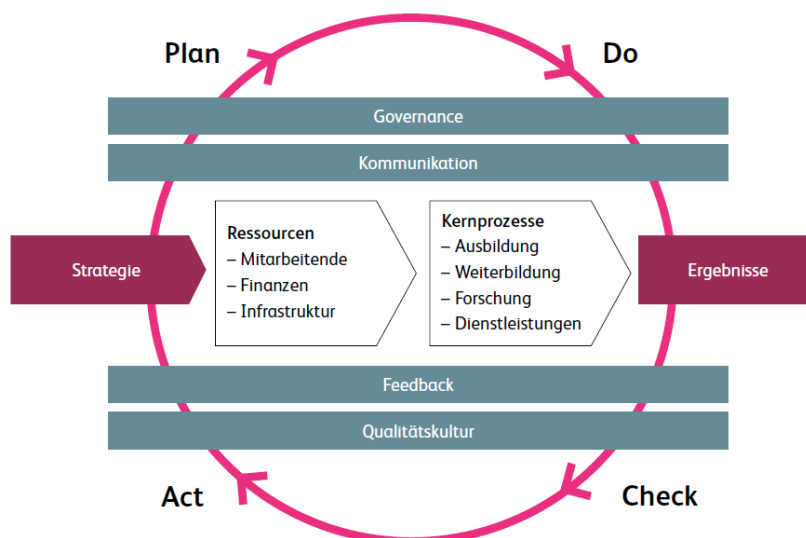 Plan
Do
Governance
Kommunikation
Strategie
Ressourcen
– Mitarbeitende
– Finanzen
– Infrastruktur
Kernprozesse
– Ausbildung
– Weiterbildung
– Forschung
– Dienstleistungen
Ergebnisse
Feedback
Qualitätskultur
Act
Check